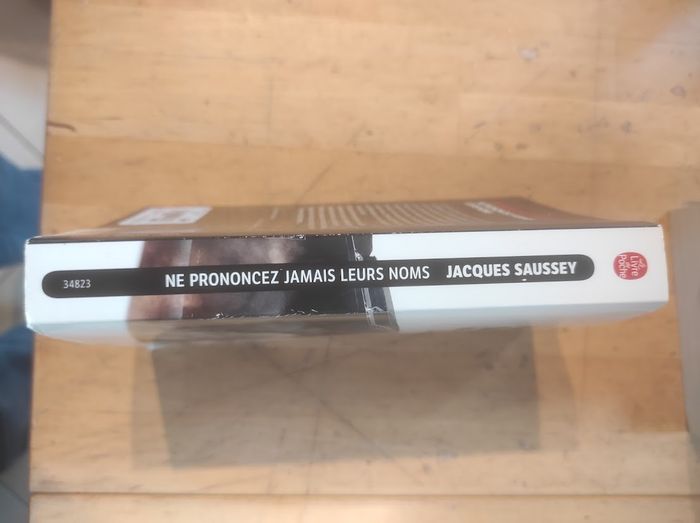 34823 NE PRONONCEZ JAMAIS LEURS NOMS JACQUES SAUSSEY
Le
Livre
de
Poche